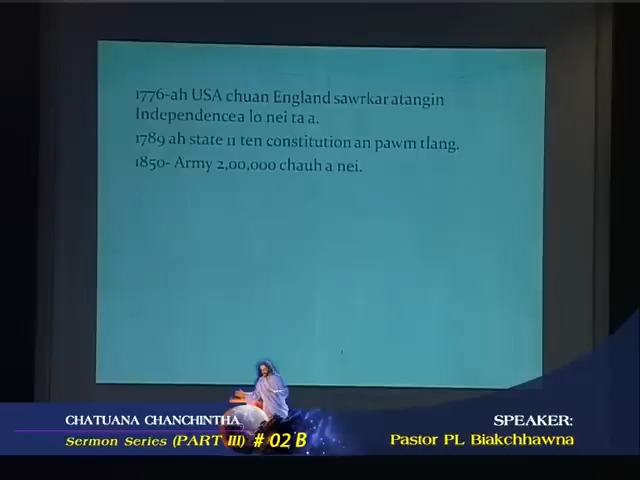 1776-ah USA chuan England sawrkar atangin
Independencea lo nei ta a.
1789 ah state 11 ten constitution an pawm tlang.
1850- Army 2,00,000 chauh a nei.
CHATUANA CHANCHINTHA
Sermon Series (PART III) # 02 B
SPEAKER:
Pastor P.L. Biakchhawna